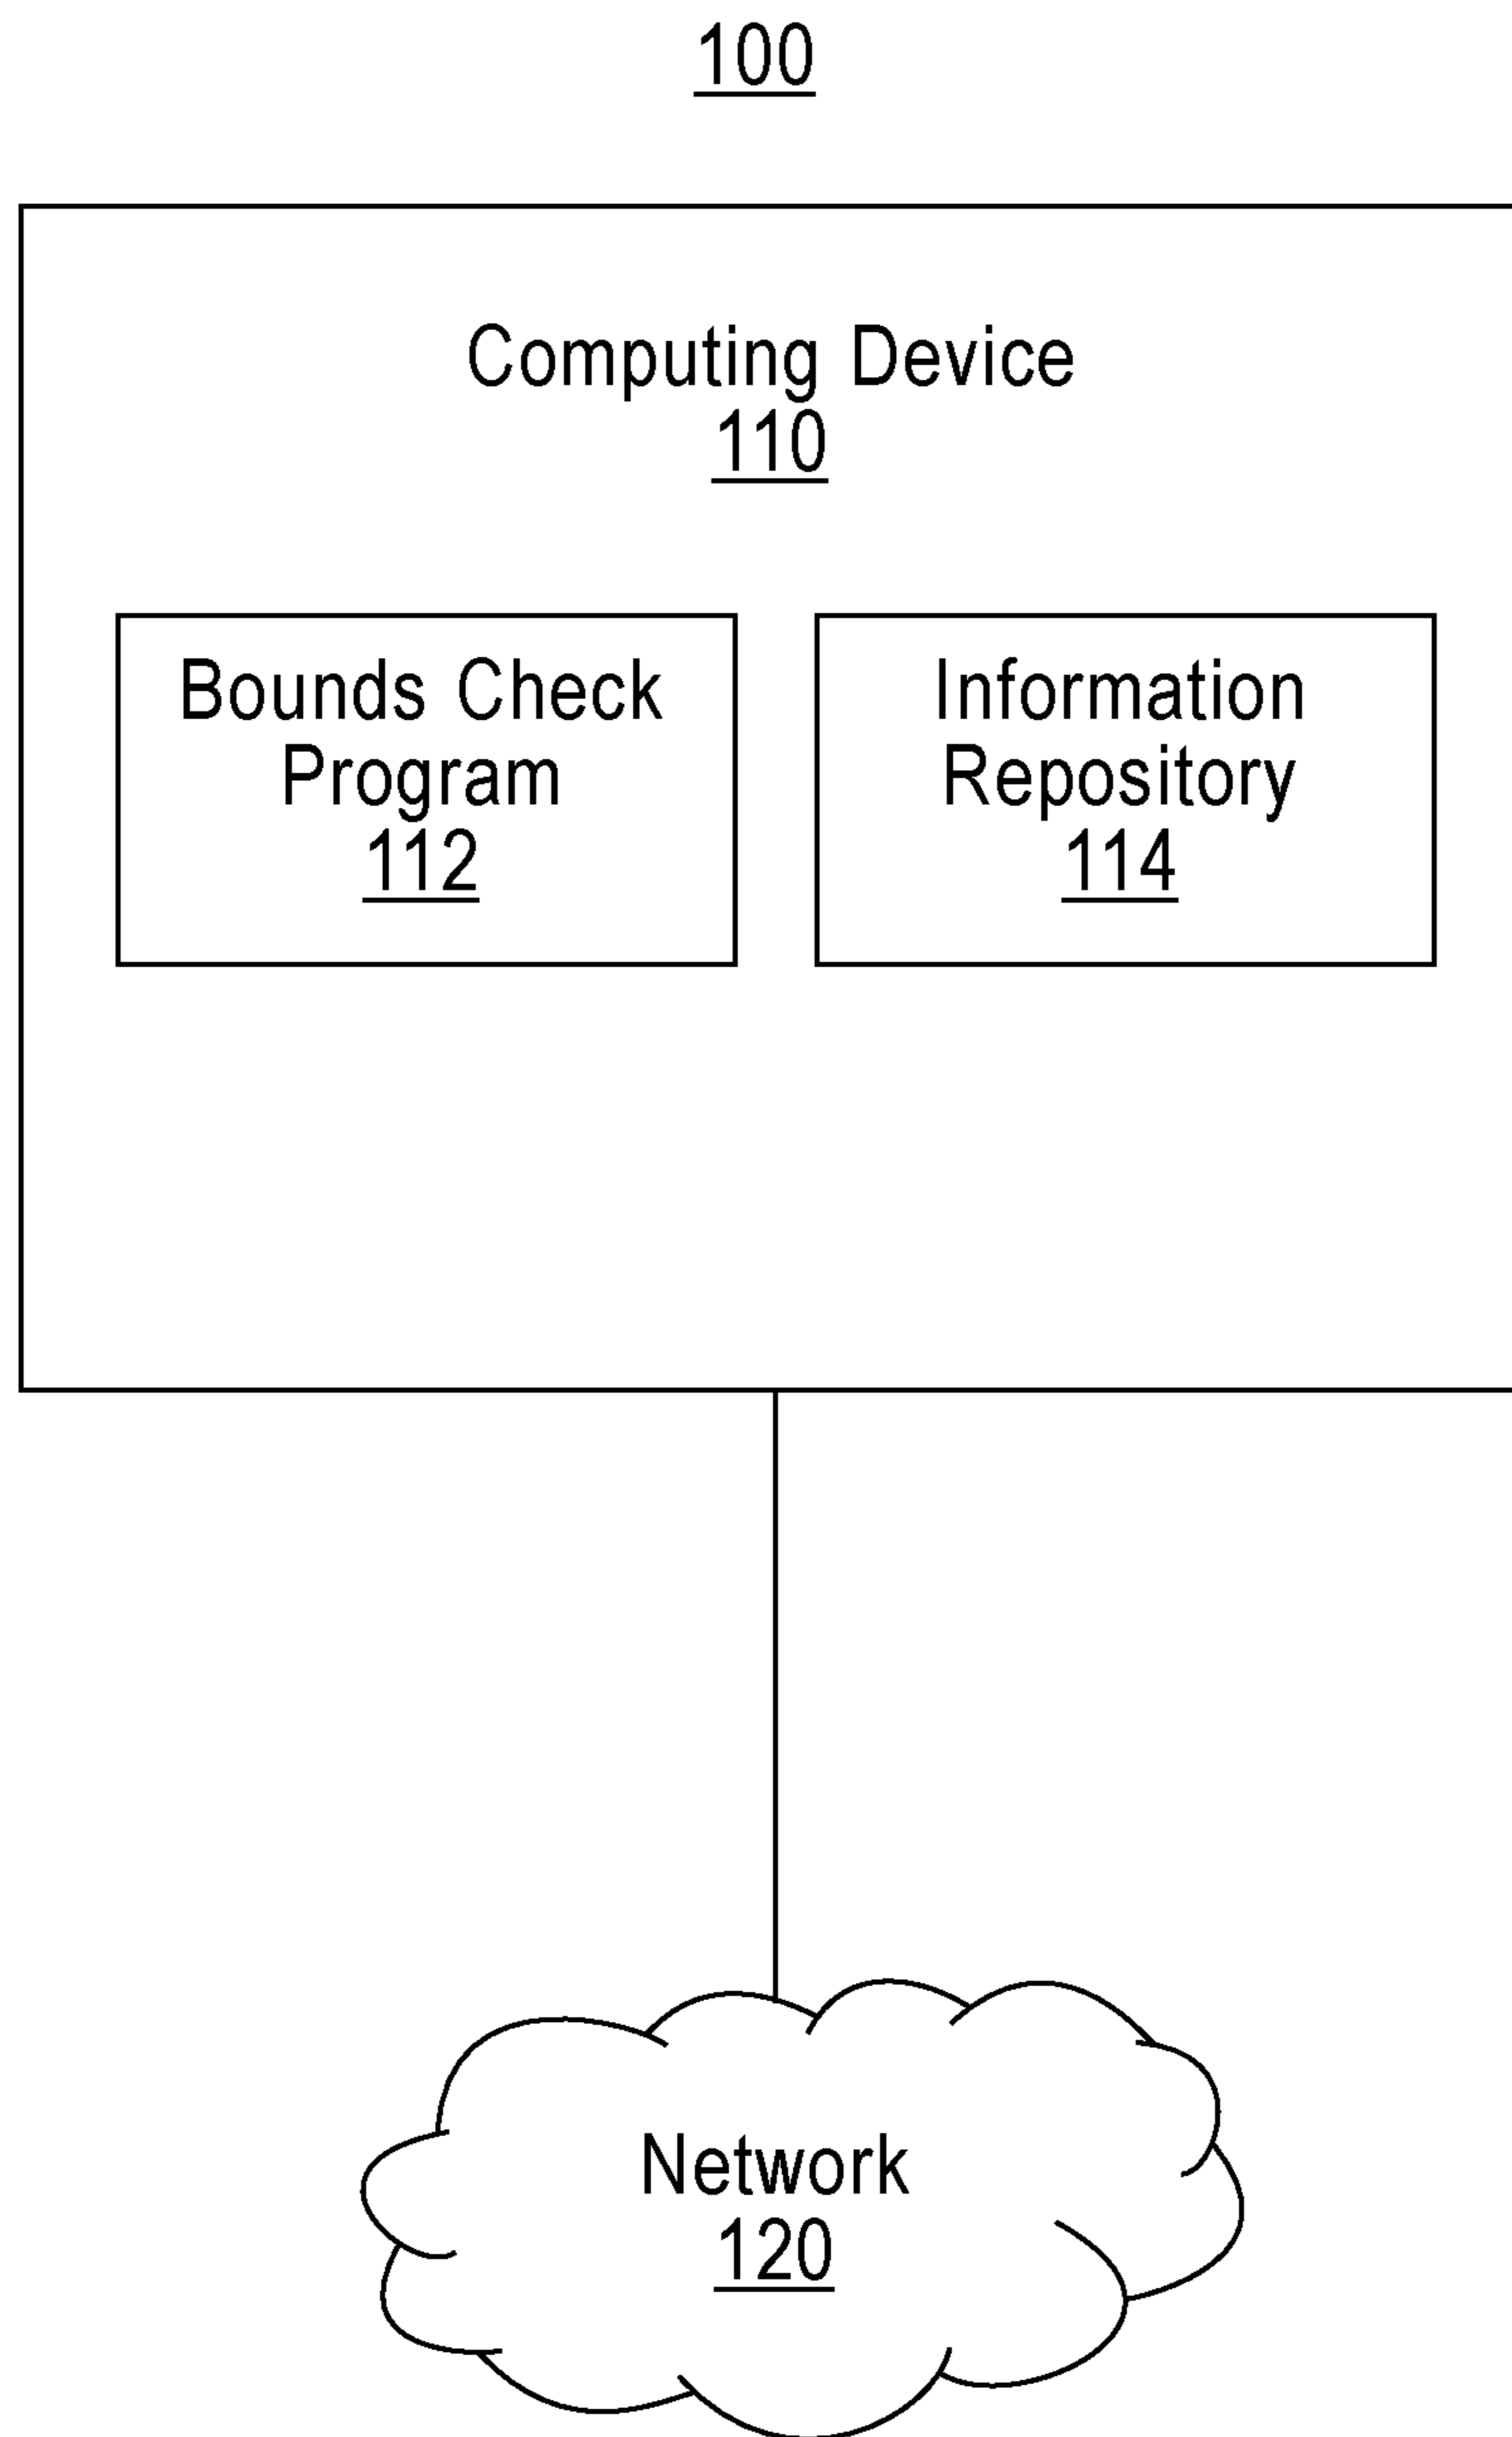 100
Computing Device
110
Bounds Check
Program
112
Information
Repository
114
Network
120